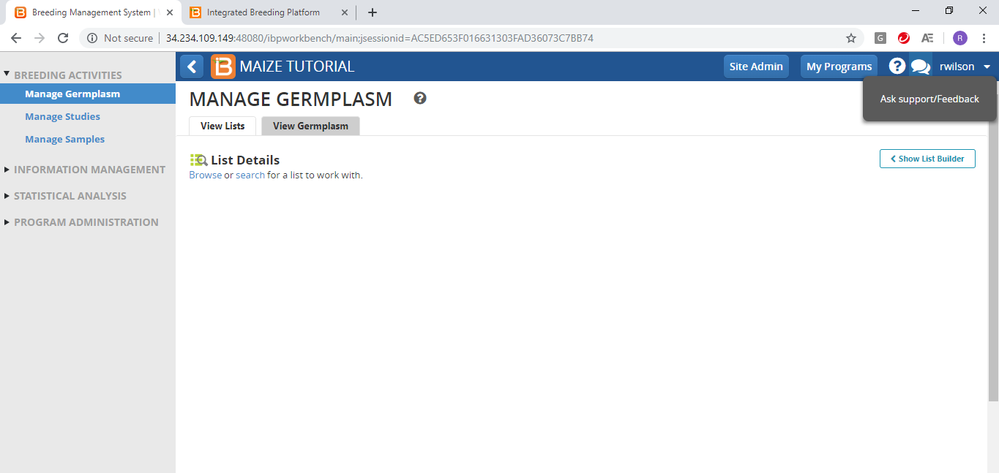 Breeding Management System |
Integrated Breeding Platform
Not secure
34.234.109.149:48080/ibpworkbench/main;jsessionid=AC5ED653F016631303FAD36073C7BB74
G
AE
R
BREEDING ACTIVITIES
Manage Germplasm
Manage Studies
Manage Samples
INFORMATION MANAGEMENT
STATISTICAL ANALYSIS
PROGRAM ADMINISTRATION
B MAIZE TUTORIAL
Site Admin
My Programs
?
rwilson
Ask support/Feedback
MANAGE GERMPLASM ?
View Lists
View Germplasm
List Details
Show List Builder
Browse or search for a list to work with.